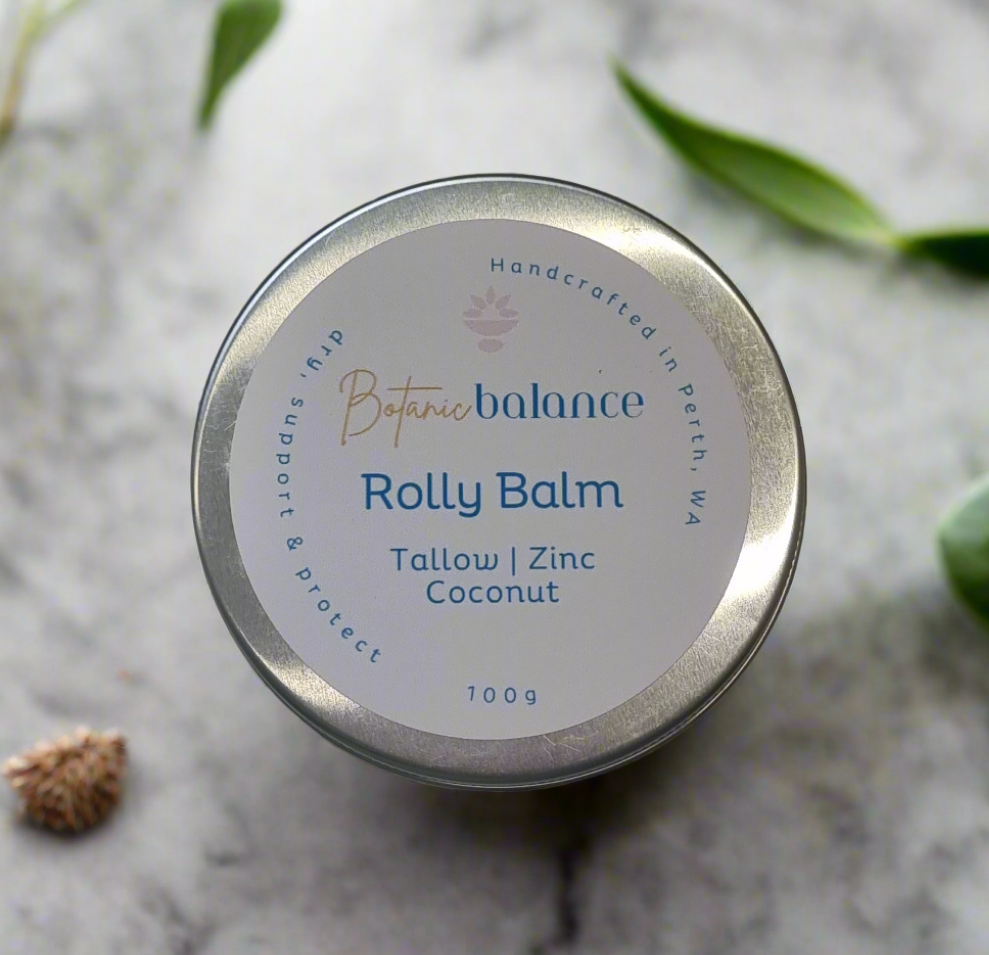 Handcrafted in Perth, WA
Botanic balance
Rolly Balm
Tallow | Zinc
Coconut
dry, support & protect
100g